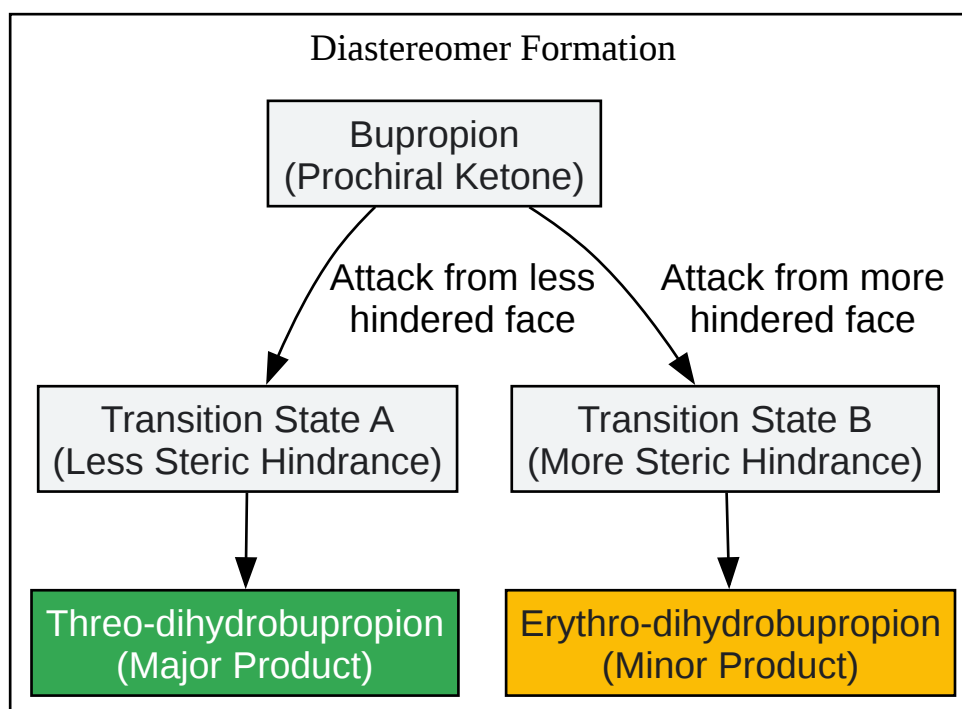 Diastereomer Formation
Bupropion
(Prochiral Ketone)
Attack from less
hindered face
Attack from more
hindered face
Transition State A
(Less Steric Hindrance)
Transition State B
(More Steric Hindrance)
Threo-dihydrobupropion
(Major Product)
Erythro-dihydrobupropion
(Minor Product)